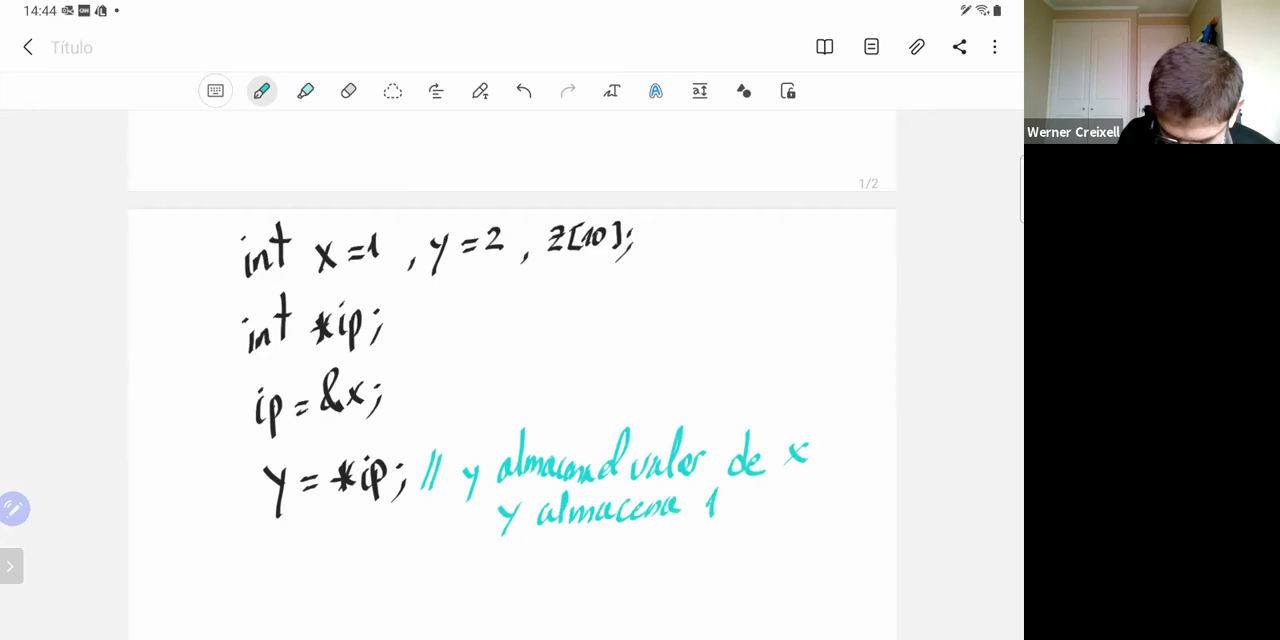 14:44
Título
Werner Creixell
1/2
int x=1 , y=2 , z[10];
int *ip;
ip=&x;
y=*ip; // y almacena el valor de x
y almacena 1